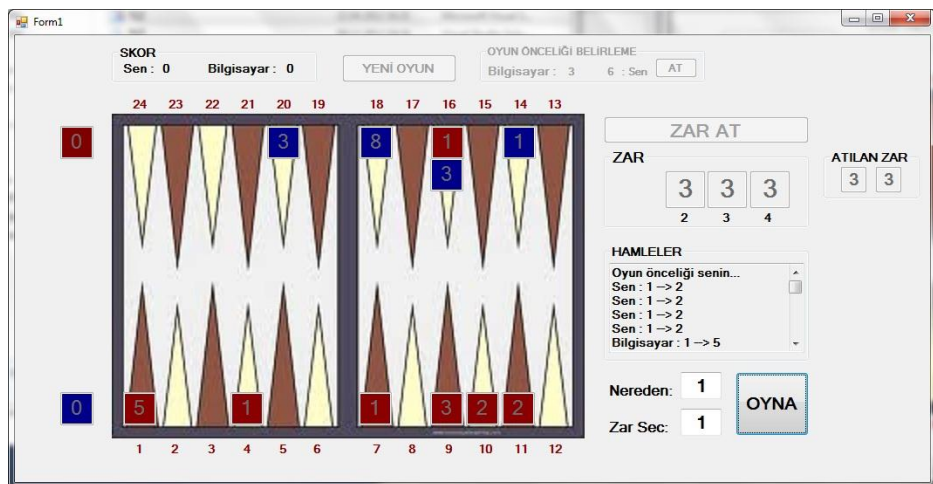 Form1
SKOR
Sen : 0 Bilgisayar : 0
YENİ OYUN
OYUN ÖNCELİĞİ BELİRLEME
Bilgisayar : 3 6 : Sen AT
24 23 22 21 20 19 18 17 16 15 14 13
0
3 8 1 1
3
ZAR AT
ZAR
3 3 3
2 3 4
ATILAN ZAR
3 3
HAMLELER
Oyun önceliği senin...
Sen : 1 --> 2
Sen : 1 --> 2
Sen : 1 --> 2
Sen : 1 --> 2
Bilgisayar : 1 --> 5
Nereden: 1
Zar Sec: 1
OYNA
0
5 1 1 3 2 2
1 2 3 4 5 6 7 8 9 10 11 12